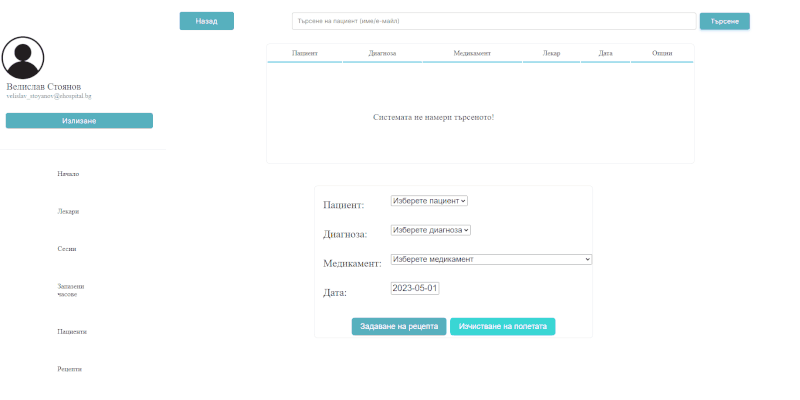 Назад
Търсене на пациент (име/е-майл)
Търсене
Велислав Стоянов
velislav_stoyanov@ehospital.bg
Излизане
Начало
Лекари
Сесии
Запазени
часове
Пациенти
Рецепти
Пациент Диагноза Медикамент Лекар Дата Опции
Системата не намери търсеното!
Пациент: Изберете пациент
Диагноза: Изберете диагноза
Медикамент: Изберете медикамент
Дата: 2023-05-01
Задаване на рецепта Изчистване на полетата